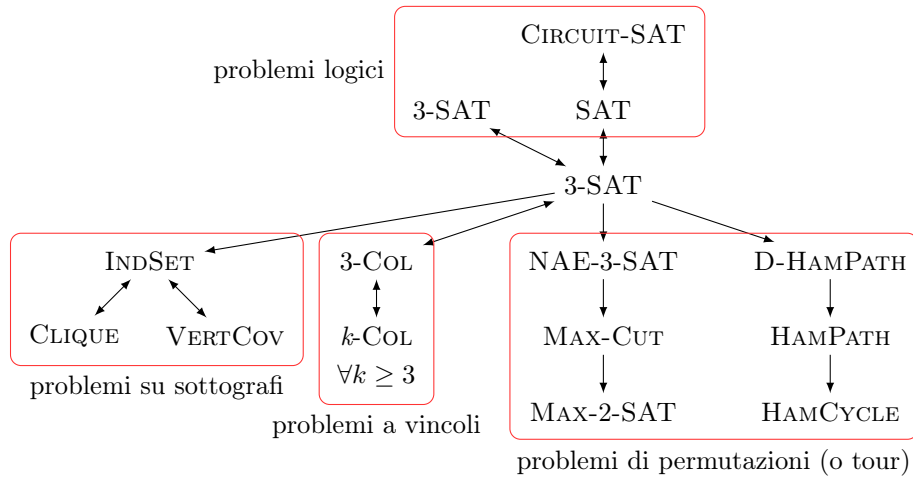 CIRCUIT-SAT
problemi logici
3-SAT SAT
3-SAT
INDSET 3-COL NAE-3-SAT D-HAMPATH
CLIQUE VERTCOV k-COL MAX-CUT HAMPATH
∀k ≥ 3
problemi su sottografi
MAX-2-SAT HAMCYCLE
problemi a vincoli
problemi di permutazioni (o tour)